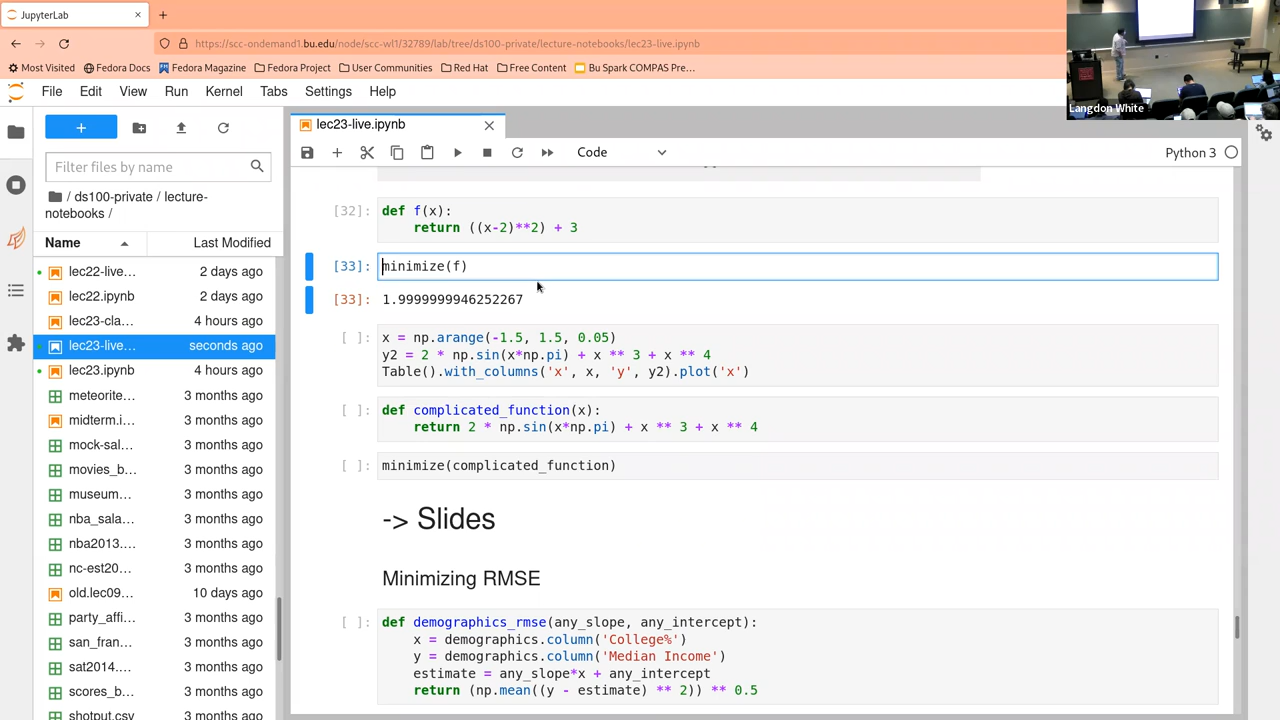 JupyterLab
https://scc-ondemand1.bu.edu/node/scc-wl1/32789/lab/tree/ds100-private/lecture-notebooks/lec23-live.ipynb
Most Visited Fedora Docs Fedora Magazine Fedora Project User Communities Red Hat Free Content Bu Spark COMPAS Pre...
Langdon White
File Edit View Run Kernel Tabs Settings Help
lec23-live.ipynb
Code
Python 3
Filter files by name
/ ds100-private / lecture-
notebooks /
Name Last Modified
lec22-live... 2 days ago
lec22.ipynb 2 days ago
lec23-cla... 4 hours ago
lec23-live... seconds ago
lec23.ipynb 4 hours ago
meteorite... 3 months ago
midterm.i... 3 months ago
mock-sal... 3 months ago
movies_b... 3 months ago
museum... 3 months ago
nba_sala... 3 months ago
nba2013.... 3 months ago
nc-est20... 3 months ago
old.lec09... 10 days ago
party_affi... 3 months ago
san_fran... 3 months ago
sat2014.... 3 months ago
scores_b... 3 months ago
shotput.csv 3 months ago
[32]: def f(x):
return ((x-2)**2) + 3
[33]: minimize(f)
[33]: 1.9999999946252267
[ ]: x = np.arange(-1.5, 1.5, 0.05)
y2 = 2 * np.sin(x*np.pi) + x ** 3 + x ** 4
Table().with_columns('x', x, 'y', y2).plot('x')
[ ]: def complicated_function(x):
return 2 * np.sin(x*np.pi) + x ** 3 + x ** 4
[ ]: minimize(complicated_function)
-> Slides
Minimizing RMSE
[ ]: def demographics_rmse(any_slope, any_intercept):
x = demographics.column('College%')
y = demographics.column('Median Income')
estimate = any_slope*x + any_intercept
return (np.mean((y - estimate) ** 2)) ** 0.5